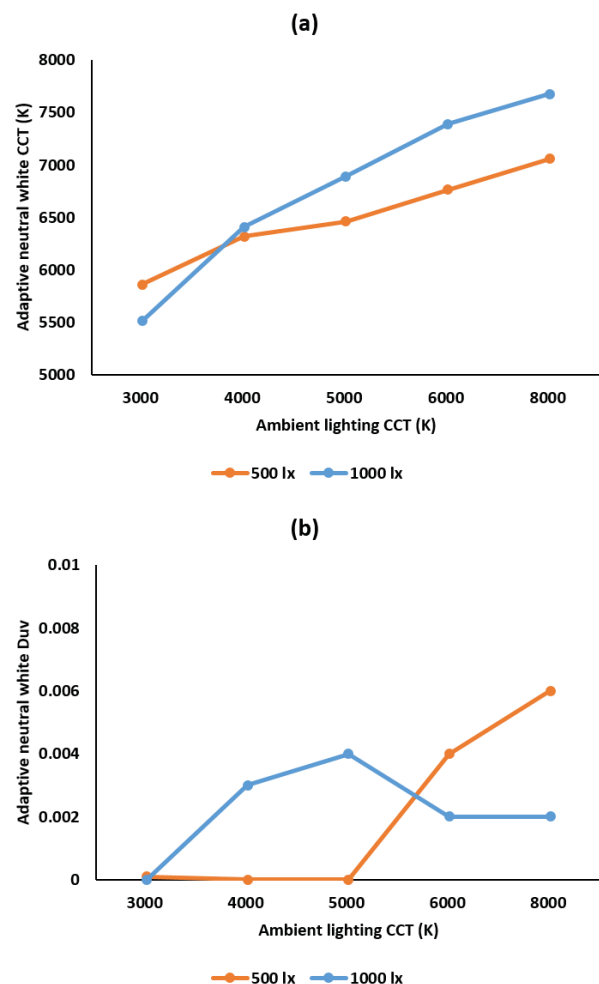 (a)
Adaptive neutral white CCT (K)
8000
7500
7000
6500
6000
5500
5000
3000 4000 5000 6000 8000
Ambient lighting CCT (K)
500 lx 1000 lx
(b)
Adaptive neutral white Duv
0.01
0.008
0.006
0.004
0.002
0
3000 4000 5000 6000 8000
Ambient lighting CCT (K)
500 lx 1000 lx